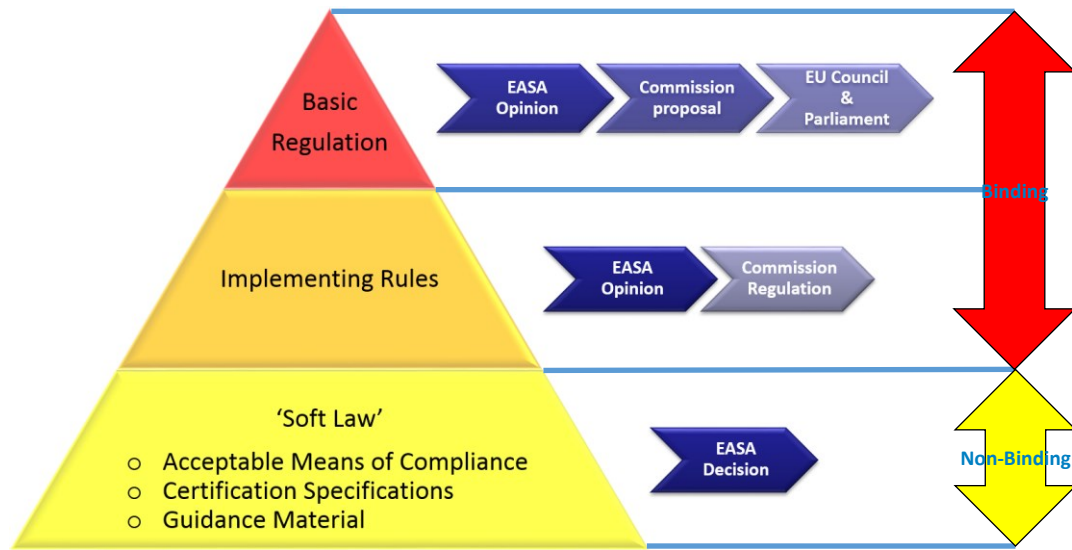 Basic
Regulation
EASA
Opinion
Commission
proposal
EU Council
&
Parliament
Binding
Implementing Rules
EASA
Opinion
Commission
Regulation
‘Soft Law’
o Acceptable Means of Compliance
o Certification Specifications
o Guidance Material
EASA
Decision
Non-Binding